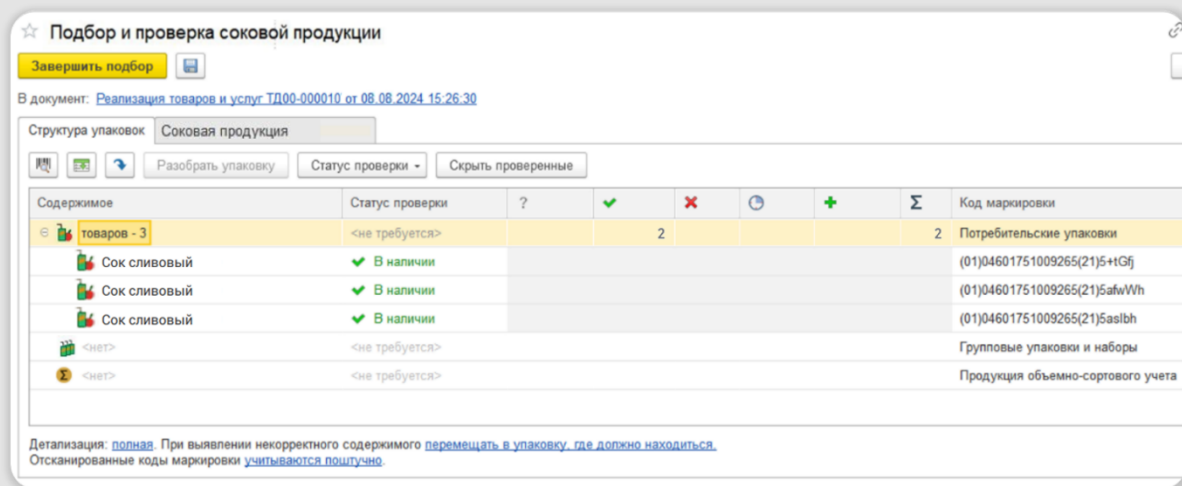 Подбор и проверка соковой продукции
Завершить подбор
В документ: Реализация товаров и услуг ТД00-000010 от 08.08.2024 15:26:30
Структура упаковок Соковая продукция
Разобрать упаковку Статус проверки Скрыть проверенные
Содержимое Статус проверки ? Σ Код маркировки
товаров - 3 <не требуется> 2 2 Потребительские упаковки
Сок сливовый В наличии (01)04601751009265(21)5+tGfj
Сок сливовый В наличии (01)04601751009265(21)5afwWh
Сок сливовый В наличии (01)04601751009265(21)5aslbh
<нет> <не требуется> Групповые упаковки и наборы
Σ <нет> <не требуется> Продукция объемно-сортового учета
Детализация: полная. При выявлении некорректного содержимого перемещать в упаковку, где должно находиться.
Отсканированные коды маркировки учитываются поштучно.